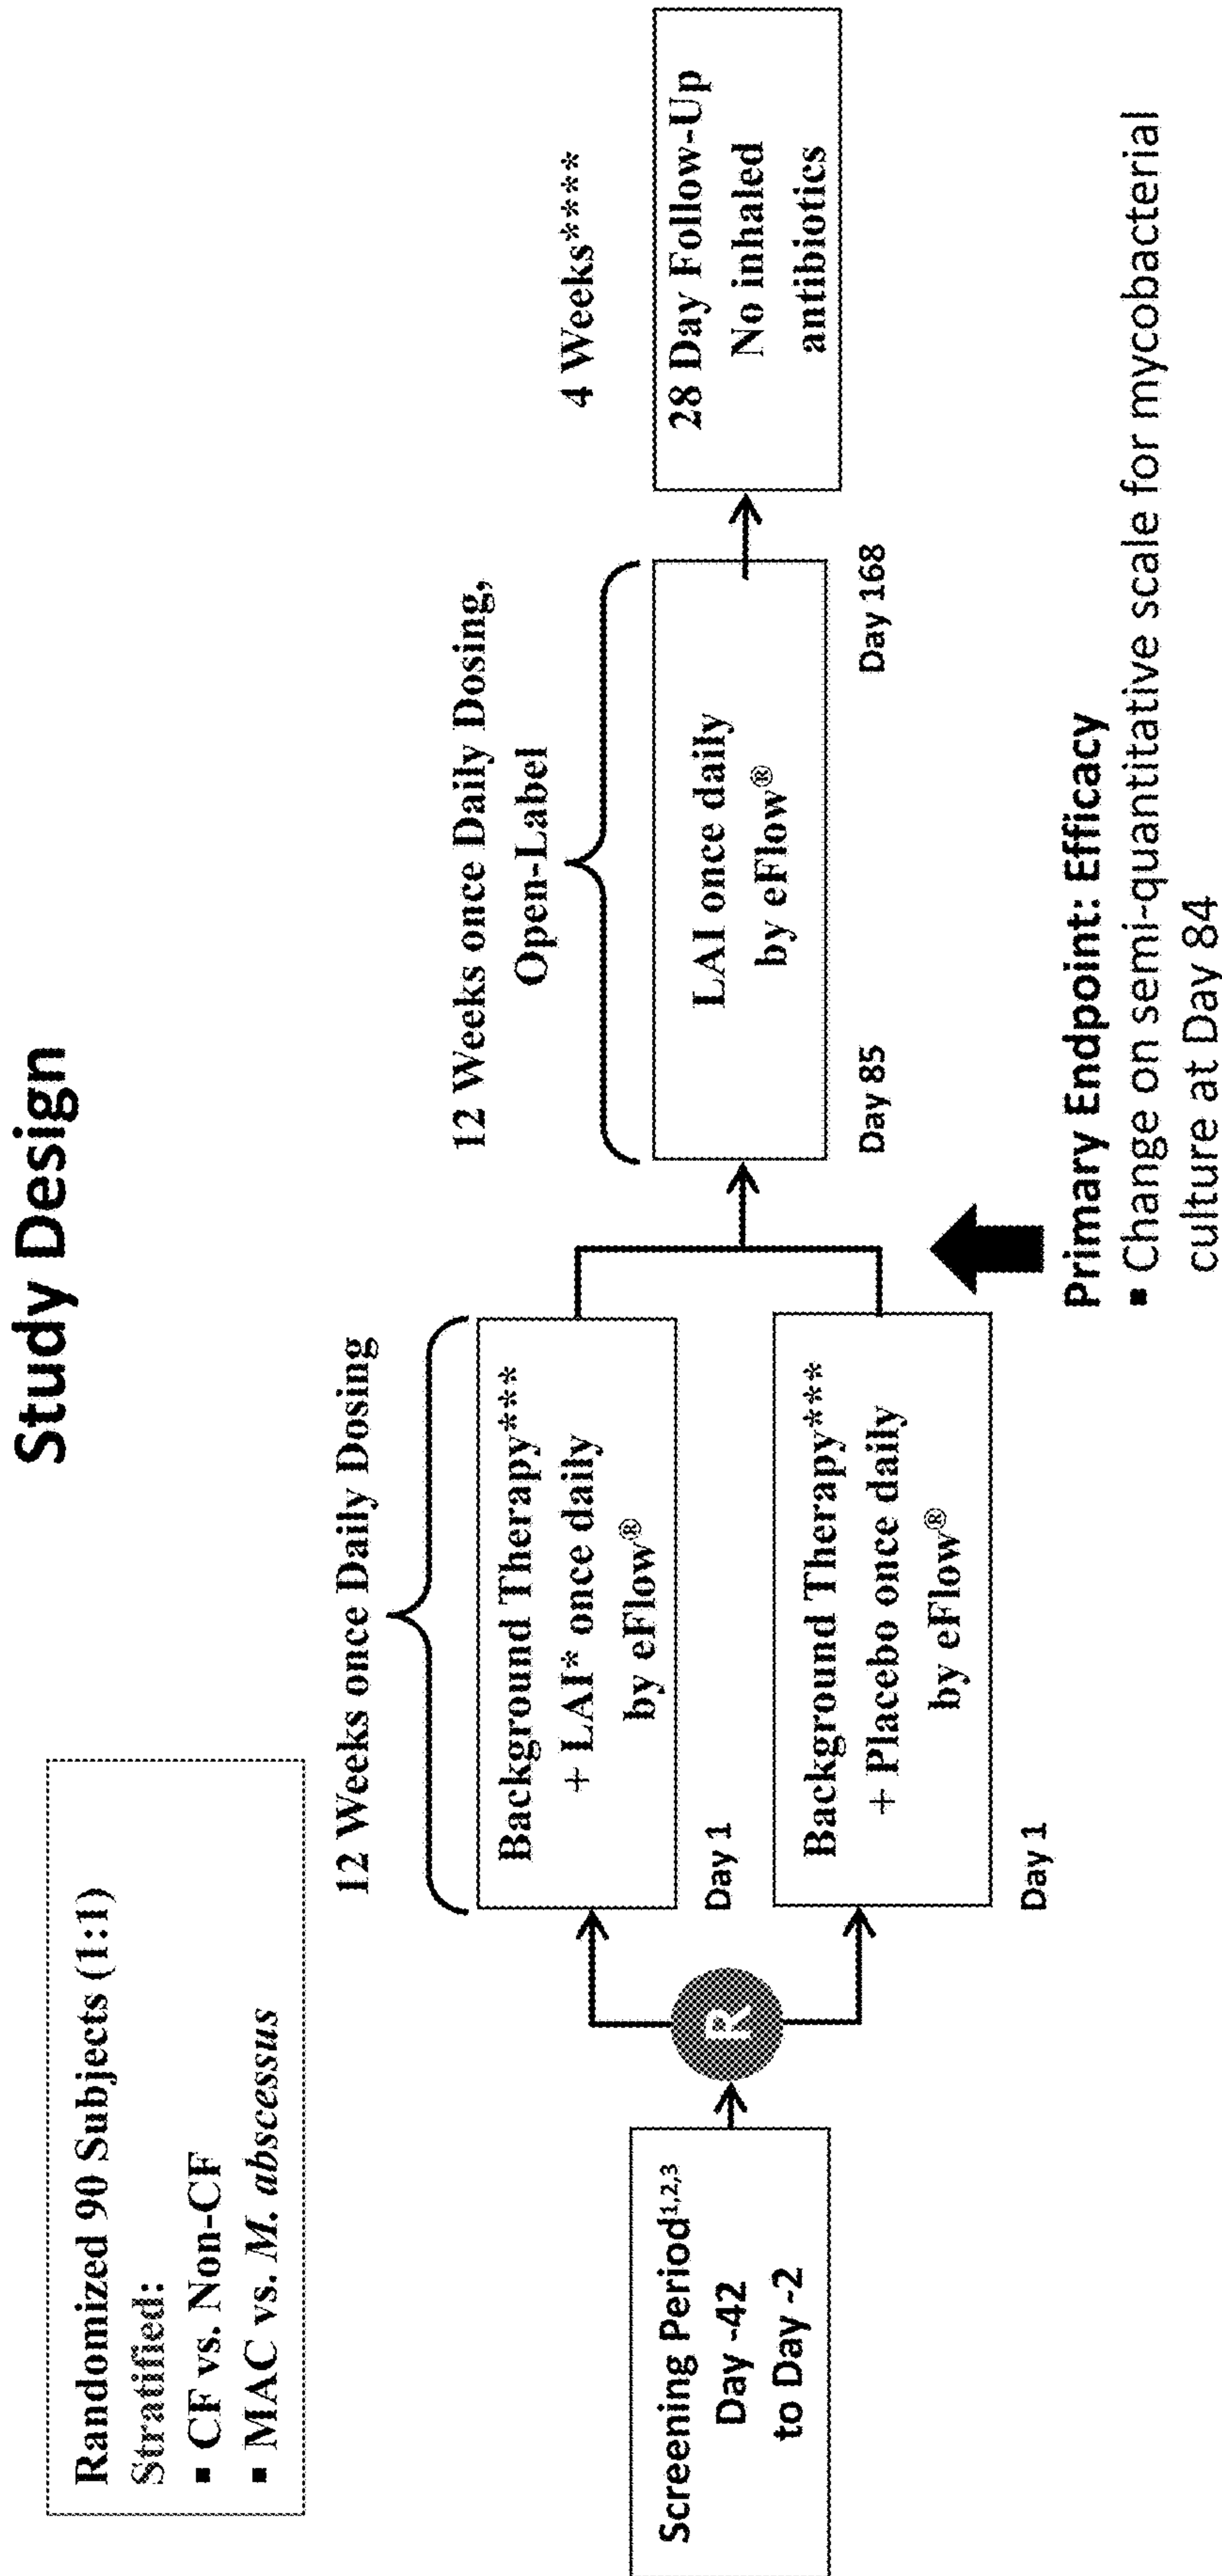 Study Design
Randomized 90 Subjects (1:1)
Stratified:
▪ CF vs. Non-CF
▪ MAC vs. M. abscessus
Screening Period1,2,3
Day -42
to Day -2
R
12 Weeks once Daily Dosing
Background Therapy***
+ LAI* once daily
by eFlow®
Day 1
Background Therapy***
+ Placebo once daily
by eFlow®
Day 1
12 Weeks once Daily Dosing,
Open-Label
LAI once daily
by eFlow®
Day 85
Day 168
4 Weeks****
28 Day Follow-Up
No inhaled
antibiotics
Primary Endpoint: Efficacy
▪ Change on semi-quantitative scale for mycobacterial
culture at Day 84